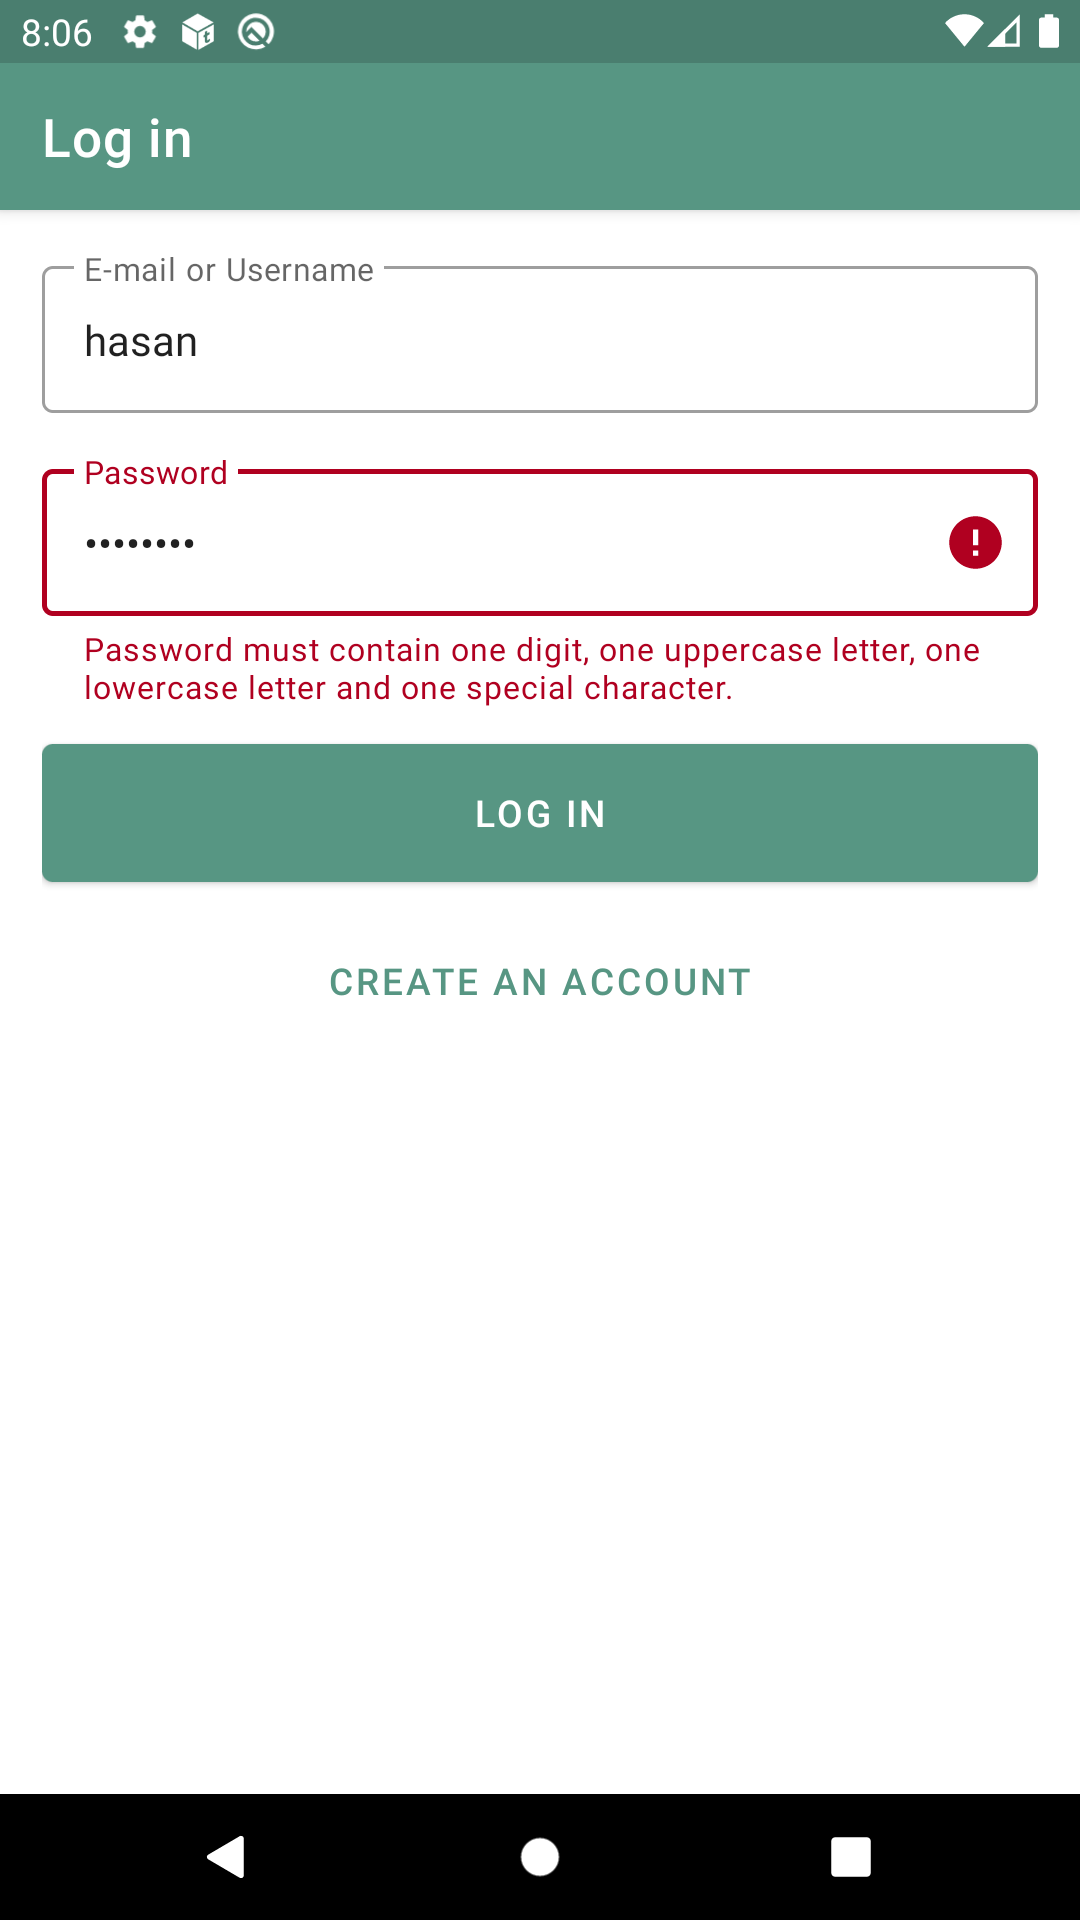 8:06
Log in
E-mail or Username
hasan
Password
••••••••
Password must contain one digit, one uppercase letter, one
lowercase letter and one special character.
LOG IN
CREATE AN ACCOUNT